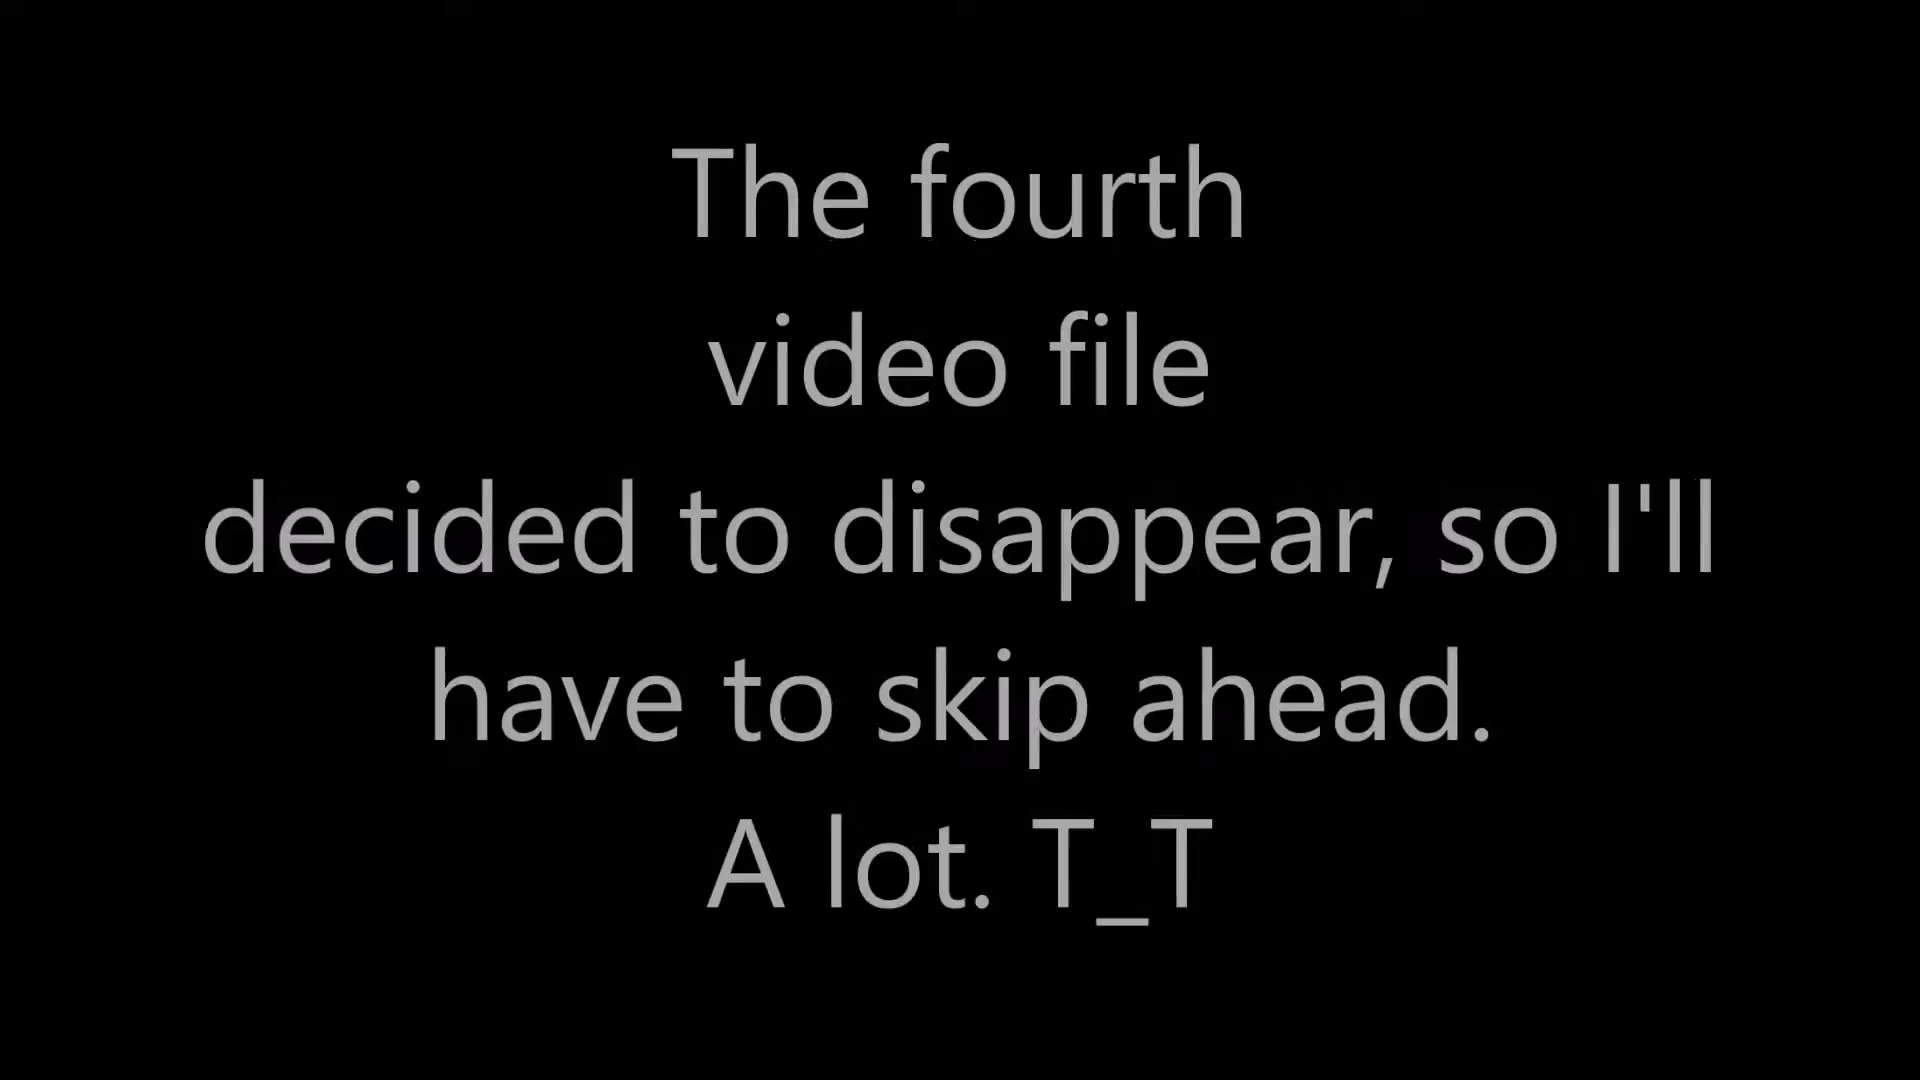 The fourth
video file
decided to disappear, so I'll
have to skip ahead.
A lot. T_T